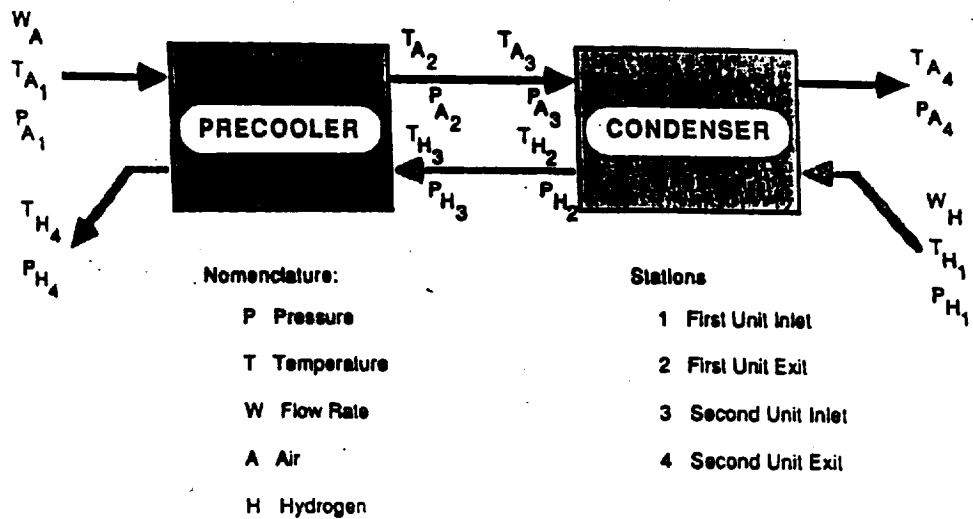 W_A
T_A1
P_A1
PRECOOLER
T_A2
P_A2
T_H3
P_H3
T_A3
P_A3
T_H2
P_H2
CONDENSER
T_A4
P_A4
W_H
T_H1
P_H1
T_H4
P_H4
Nomenclature:
P Pressure
T Temperature
W Flow Rate
A Air
H Hydrogen
Stations
1 First Unit Inlet
2 First Unit Exit
3 Second Unit Inlet
4 Second Unit Exit